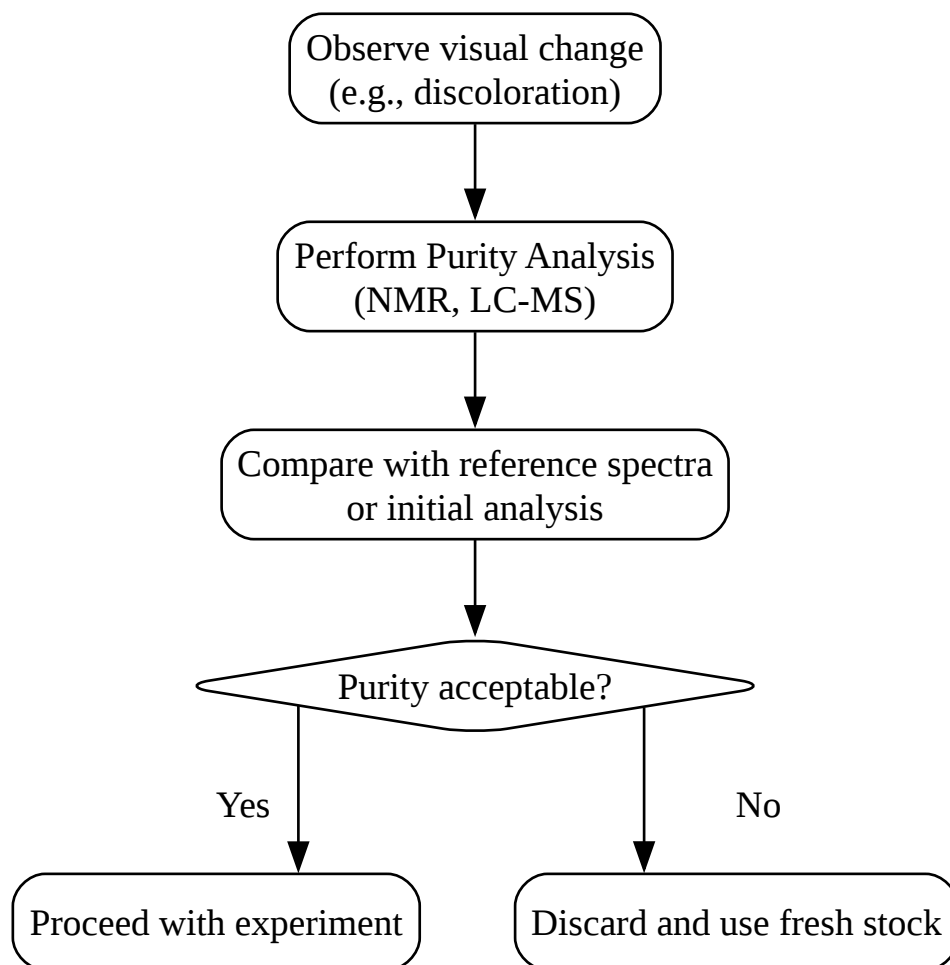 Observe visual change
(e.g., discoloration)
Perform Purity Analysis
(NMR, LC-MS)
Compare with reference spectra
or initial analysis
Purity acceptable?
Yes
No
Proceed with experiment
Discard and use fresh stock